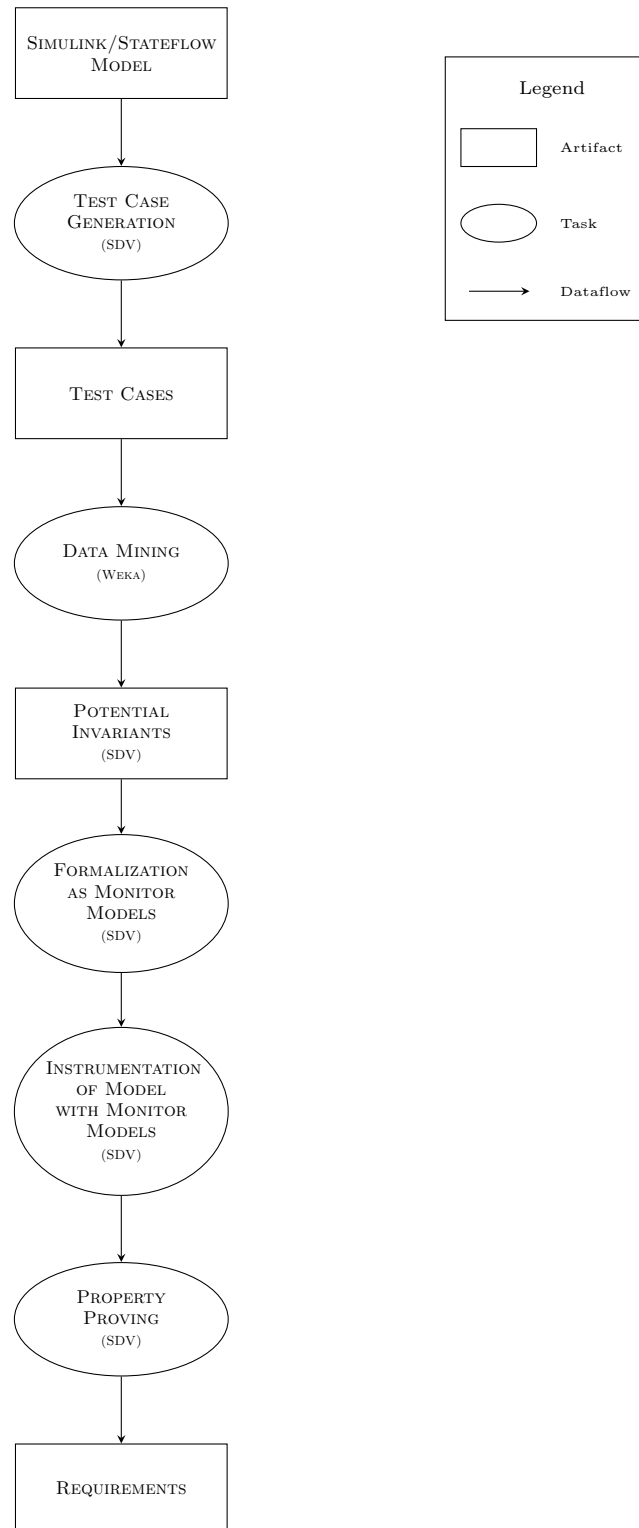 Simulink/Stateflow
Model
Legend
Artifact
Test Case
Generation
(SDV)
Task
Dataflow
Test Cases
Data Mining
(Weka)
Potential
Invariants
(SDV)
Formalization
as Monitor
Models
(SDV)
Instrumentation
of Model
with Monitor
Models
(SDV)
Property
Proving
(SDV)
Requirements